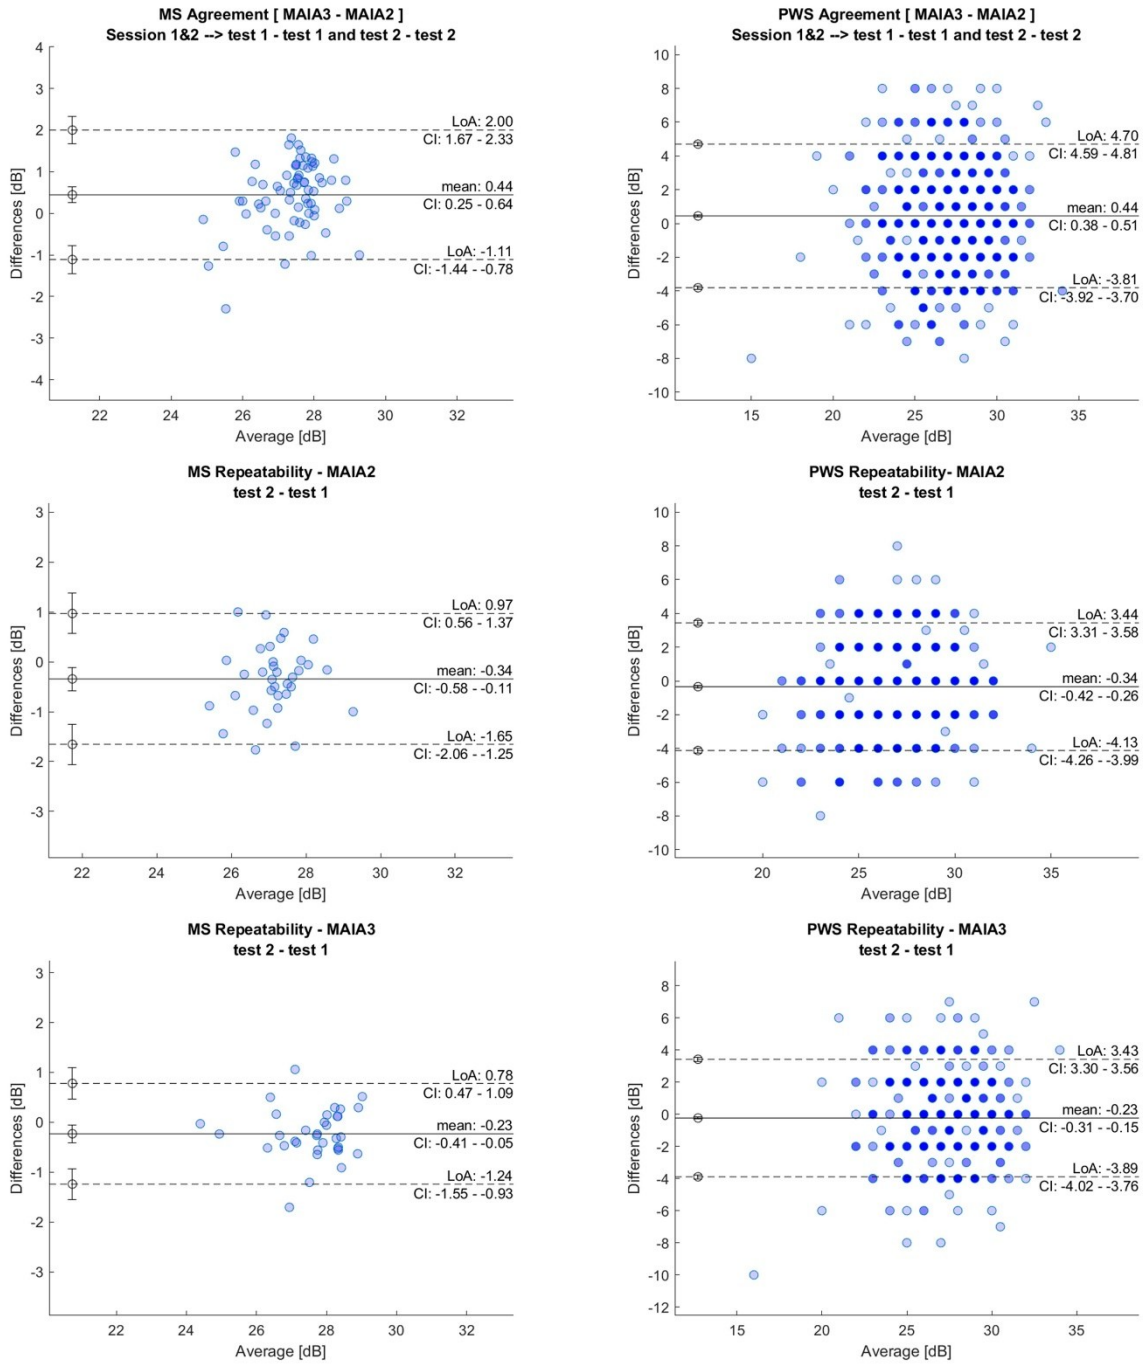 MS Agreement [ MAIA3 - MAIA2 ]
Session 1&2 --> test 1 - test 1 and test 2 - test 2
4
3
2
1
0
-1
-2
-3
-4
Differences [dB]
LoA: 2.00
CI: 1.67 - 2.33
mean: 0.44
CI: 0.25 - 0.64
LoA: -1.11
CI: -1.44 - -0.78
22 24 26 28 30 32
Average [dB]
PWS Agreement [ MAIA3 - MAIA2 ]
Session 1&2 --> test 1 - test 1 and test 2 - test 2
10
8
6
4
2
0
-2
-4
-6
-8
-10
Differences [dB]
LoA: 4.70
CI: 4.59 - 4.81
mean: 0.44
CI: 0.38 - 0.51
LoA: -3.81
CI: -3.92 - -3.70
15 20 25 30 35
Average [dB]
MS Repeatability - MAIA2
test 2 - test 1
3
2
1
0
-1
-2
-3
Differences [dB]
LoA: 0.97
CI: 0.56 - 1.37
mean: -0.34
CI: -0.58 - -0.11
LoA: -1.65
CI: -2.06 - -1.25
22 24 26 28 30 32
Average [dB]
PWS Repeatability- MAIA2
test 2 - test 1
10
8
6
4
2
0
-2
-4
-6
-8
-10
Differences [dB]
LoA: 3.44
CI: 3.31 - 3.58
mean: -0.34
CI: -0.42 - -0.26
LoA: -4.13
CI: -4.26 - -3.99
20 25 30 35
Average [dB]
MS Repeatability - MAIA3
test 2 - test 1
3
2
1
0
-1
-2
-3
Differences [dB]
LoA: 0.78
CI: 0.47 - 1.09
mean: -0.23
CI: -0.41 - -0.05
LoA: -1.24
CI: -1.55 - -0.93
22 24 26 28 30 32
Average [dB]
PWS Repeatability - MAIA3
test 2 - test 1
8
6
4
2
0
-2
-4
-6
-8
-10
-12
Differences [dB]
LoA: 3.43
CI: 3.30 - 3.56
mean: -0.23
CI: -0.31 - -0.15
LoA: -3.89
CI: -4.02 - -3.76
15 20 25 30 35
Average [dB]